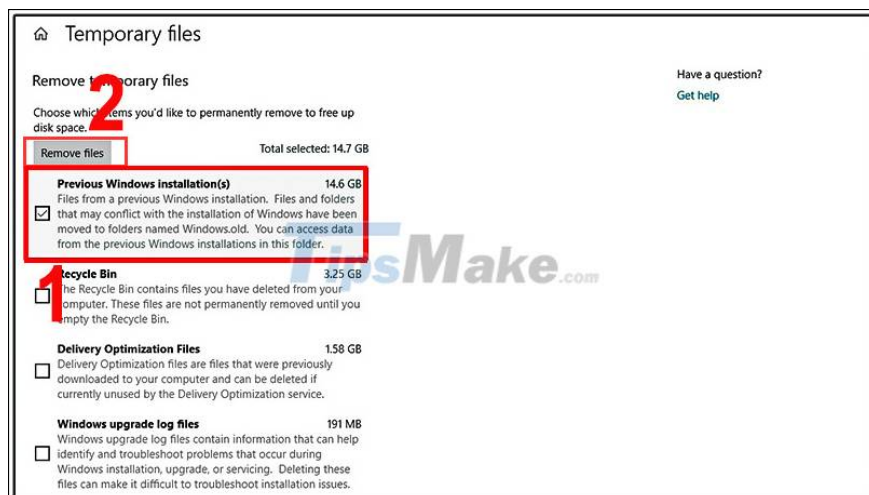 Temporary files
Remove temporary files
Have a question?
Get help
Choose which items you'd like to permanently remove to free up
disk space.
2
Remove files
Total selected: 14.7 GB
Previous Windows installation(s) 14.6 GB
Files from a previous Windows installation. Files and folders
that may conflict with the installation of Windows have been
moved to folders named Windows.old. You can access data
from the previous Windows installations in this folder.
1
TipsMake.com
Recycle Bin 3.25 GB
The Recycle Bin contains files you have deleted from your
computer. These files are not permanently removed until you
empty the Recycle Bin.
Delivery Optimization Files 1.58 GB
Delivery Optimization files are files that were previously
downloaded to your computer and can be deleted if
currently unused by the Delivery Optimization service.
Windows upgrade log files 191 MB
Windows upgrade log files contain information that can help
identify and troubleshoot problems that occur during
Windows installation, upgrade, or servicing. Deleting these
files can make it difficult to troubleshoot installation issues.